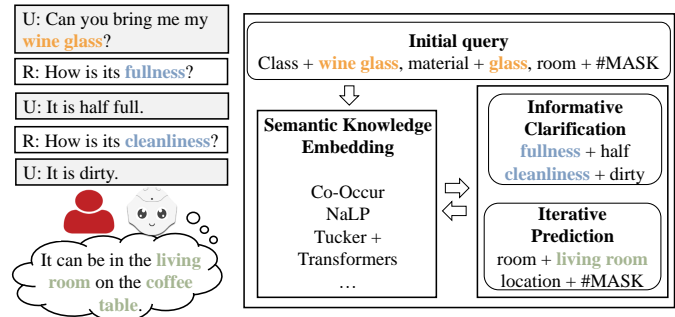 U: Can you bring me my
wine glass?
R: How is its fullness?
U: It is half full.
R: How is its cleanliness?
U: It is dirty.
It can be in the living
room on the coffee
table.
Initial query
Class + wine glass, material + glass, room + #MASK
Semantic Knowledge
Embedding
Co-Occur
NaLP
Tucker +
Transformers
…
Informative
Clarification
fullness + half
cleanliness + dirty
Iterative
Prediction
room + living room
location + #MASK